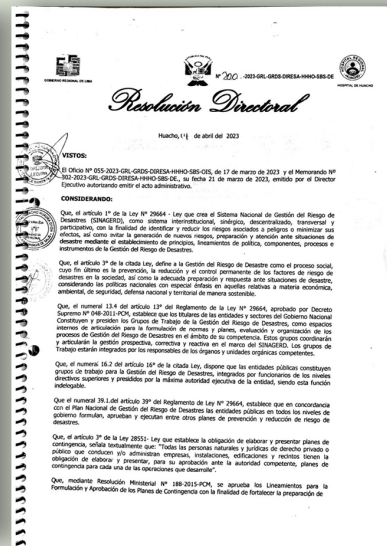 GOBIERNO REGIONAL DE LIMA
HOSPITAL DE HUACHO
N° 200 .-2023-GRL-GRDS-DIRESA-HHHO-SBS-DE
Resolución Directoral
Huacho, de abril del 2023
VISTOS:
El Oficio N° 055-2023-GRL-GRDS-DIRESA-HHHO-SBS-OIS, de 17 de marzo de 2023 y el Memorando N°
302-2023-GRL-GRDS-DIRESA-HHHO-SBS-DE., su fecha 21 de marzo de 2023, emitido por el Director
Ejecutivo autorizando emitir el acto administrativo.
CONSIDERANDO:
Que, el artículo 1° de la Ley N° 29664 - Ley que crea el Sistema Nacional de Gestión del Riesgo de
Desastres (SINAGERD), como sistema interinstitucional, sinérgico, descentralizado, transversal y
participativo, con la finalidad de identificar y reducir los riesgos asociados a peligros o minimizar sus
efectos, así como evitar la generación de nuevos riesgos, preparación y atención ante situaciones de
desastre mediante el establecimiento de principios, lineamientos de política, componentes, procesos e
instrumentos de la Gestión del Riesgo de Desastres.
Que, el artículo 3° de la citada Ley, define a la Gestión del Riesgo de Desastre como el proceso social,
cuyo fin último es la prevención, la reducción y el control permanente de los factores de riesgo de
desastres en la sociedad, así como la adecuada preparación y respuesta ante situaciones de desastre,
considerando las políticas nacionales con especial énfasis en aquellas relativas a materia económica,
ambiental, de seguridad, defensa nacional y territorial de manera sostenible.
Que, el numeral 13.4 del artículo 13° del Reglamento de la Ley N° 29664, aprobado por Decreto
Supremo N° 048-2011-PCM, establece que los titulares de las entidades y sectores del Gobierno Nacional
Constituyen y presiden los Grupos de Trabajo de la Gestión del Riesgo de Desastres, como espacios
internos de articulación para la formulación de normas y planes, evaluación y organización de los
procesos de Gestión del Riesgo de Desastres en el ámbito de su competencia. Estos grupos coordinarán
y articularán la gestión prospectiva, correctiva y reactiva en el marco del SINAGERD. Los grupos de
Trabajo estarán integrados por los responsables de los órganos y unidades orgánicas competentes.
Que, el numeral 16.2 del artículo 16° de la citada Ley, dispone que las entidades públicas constituyen
grupos de trabajo para la Gestión del Riesgo de Desastres, integrados por funcionarios de los niveles
directivos superiores y presididos por la máxima autoridad ejecutiva de la entidad, siendo esta función
indelegable.
Que el numeral 39.1.del artículo 39° del Reglamento de Ley N° 29664, establece que en concordancia
con el Plan Nacional de Gestión del Riesgo de Desastres las entidades públicas en todos los niveles de
gobierno formulan, aprueban y ejecutan entre otros planes de prevención y reducción de riesgo de
desastres.
Que, el artículo 3° de la Ley 28551- Ley que establece la obligación de elaborar y presentar planes de
contingencia, señala textualmente que: "Todas las personas naturales y jurídicas de derecho privado o
público que conducen y/o administran empresas, instalaciones, edificaciones y recintos tienen la
obligación de elaborar y presentar, para su aprobación ante la autoridad competente, planes de
contingencia para cada una de las operaciones que desarrolle".
Que, mediante Resolución Ministerial N° 188-2015-PCM, se aprueba los Lineamientos para la
Formulación y Aprobación de los Planes de Contingencia con la finalidad de fortalecer la preparación de